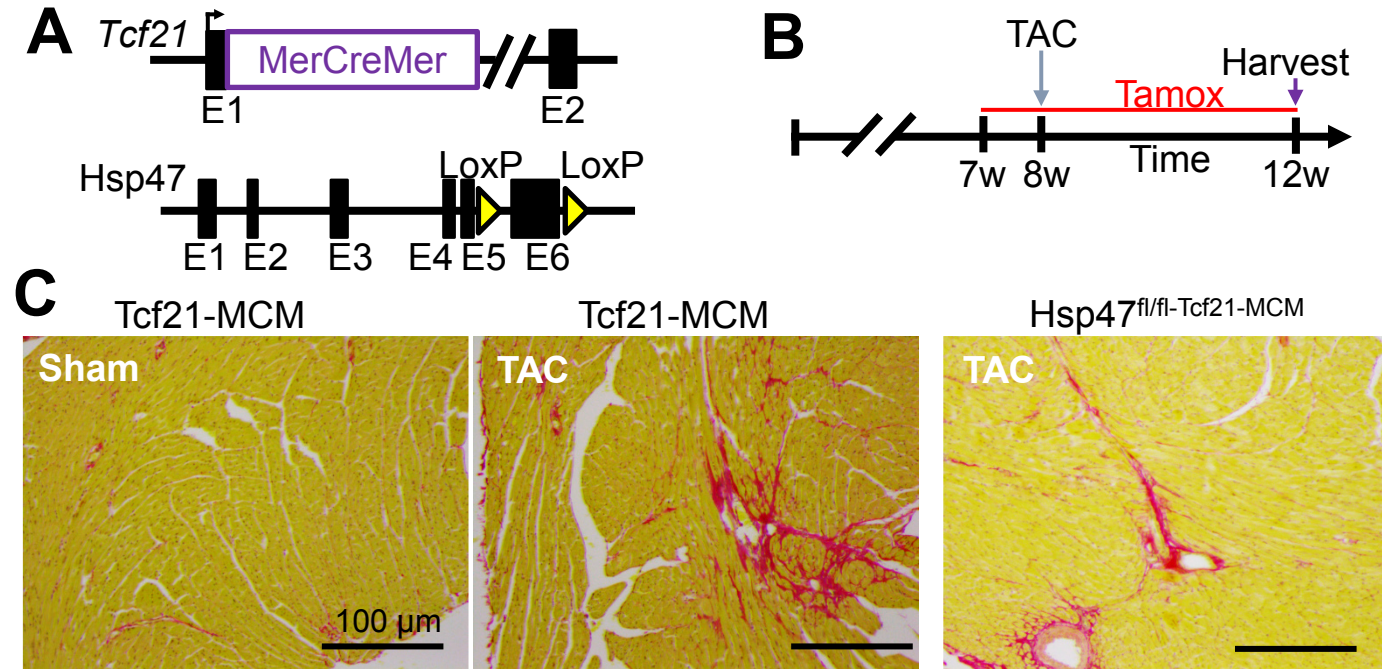 A
Tcf21
MerCreMer
E1
E2
Hsp47
LoxP
LoxP
E1
E2
E3
E4
E5
E6
B
TAC
Harvest
Tamox
7w
8w
Time
12w
C
Tcf21-MCM
Tcf21-MCM
Hsp47fl/fl-Tcf21-MCM
Sham
TAC
TAC
100 μm